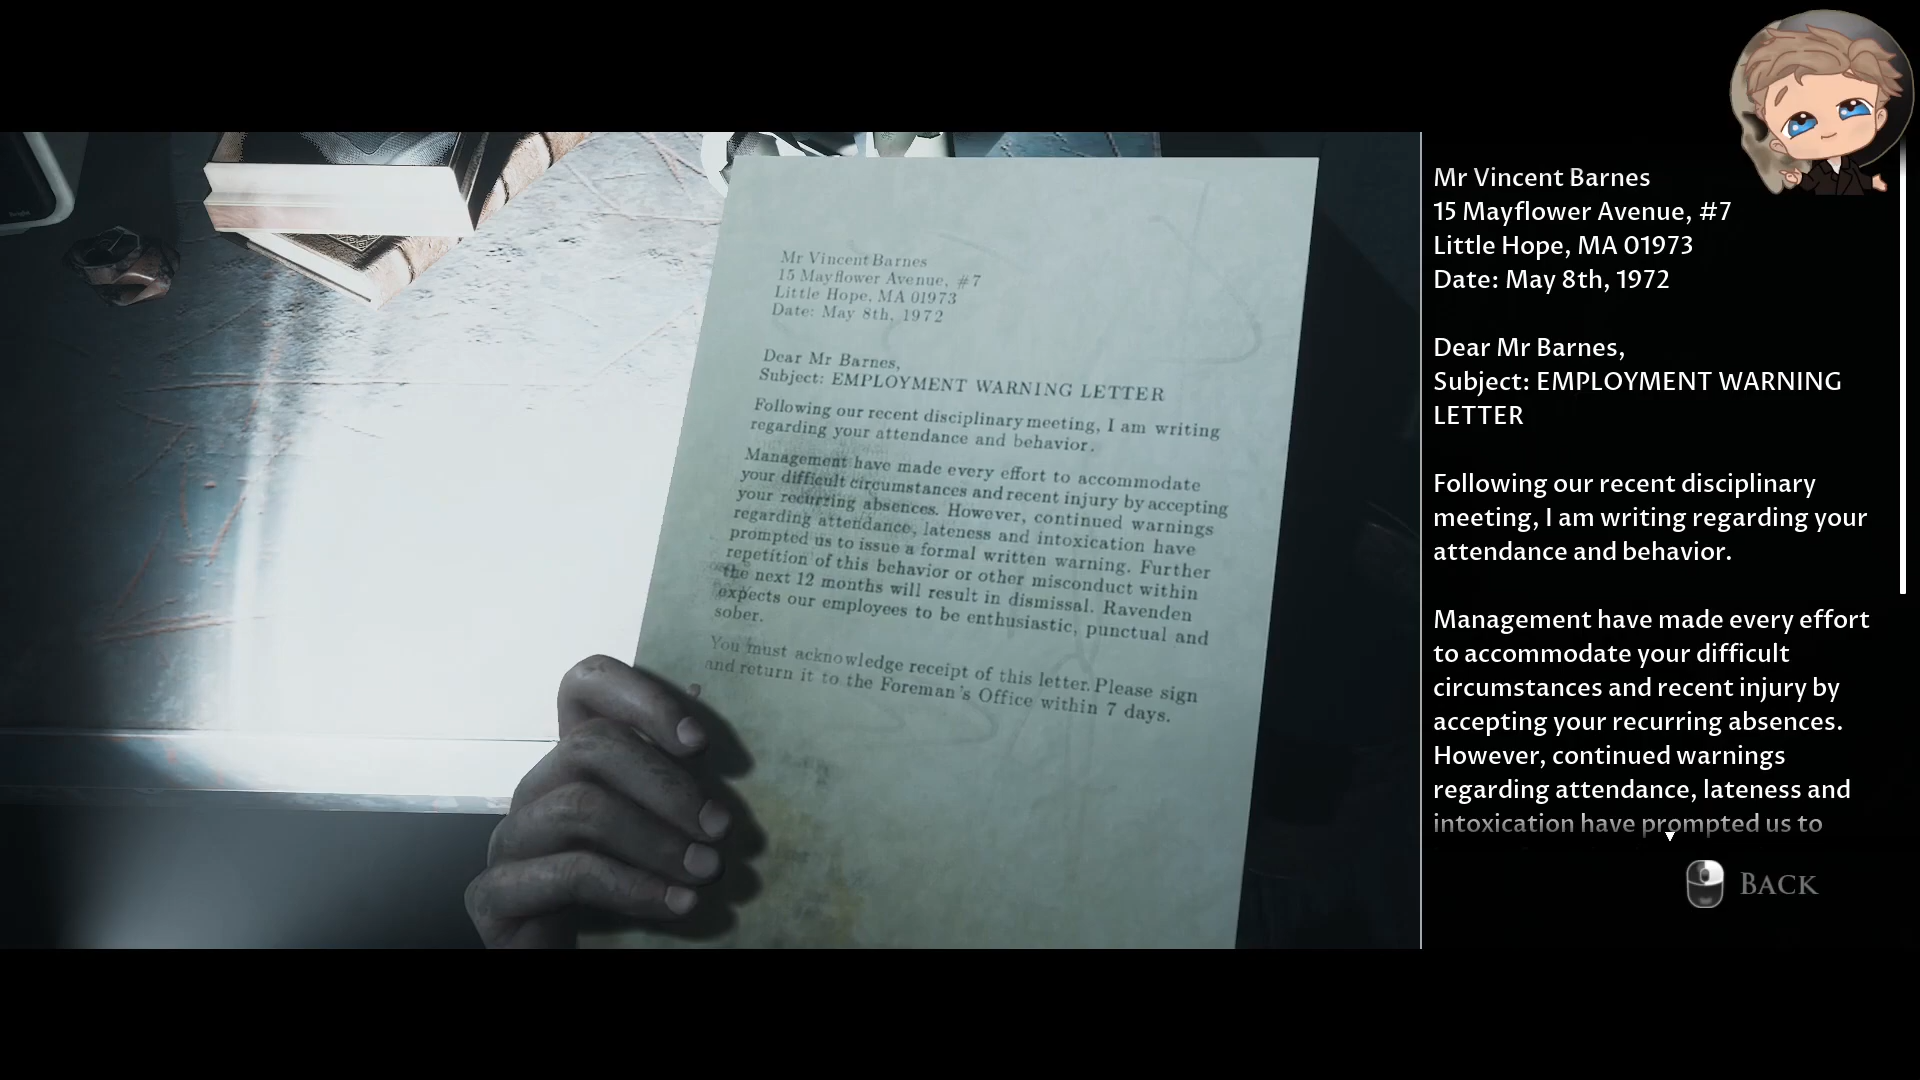 Mr Vincent Barnes
15 Mayflower Avenue, #7
Little Hope, MA 01973
Date: May 8th, 1972
Dear Mr Barnes,
Subject: EMPLOYMENT WARNING LETTER
Following our recent disciplinary meeting, I am writing
regarding your attendance and behavior.
Management have made every effort to accommodate
your difficult circumstances and recent injury by accepting
your recurring absences. However, continued warnings
regarding attendance, lateness and intoxication have
prompted us to issue a formal written warning. Further
repetition of this behavior or other misconduct within
the next 12 months will result in dismissal. Ravenden
expects our employees to be enthusiastic, punctual and
sober.
You must acknowledge receipt of this letter. Please sign
and return it to the Foreman's Office within 7 days.
Mr Vincent Barnes
15 Mayflower Avenue, #7
Little Hope, MA 01973
Date: May 8th, 1972
Dear Mr Barnes,
Subject: EMPLOYMENT WARNING
LETTER
Following our recent disciplinary
meeting, I am writing regarding your
attendance and behavior.
Management have made every effort
to accommodate your difficult
circumstances and recent injury by
accepting your recurring absences.
However, continued warnings
regarding attendance, lateness and
intoxication have prompted us to
BACK